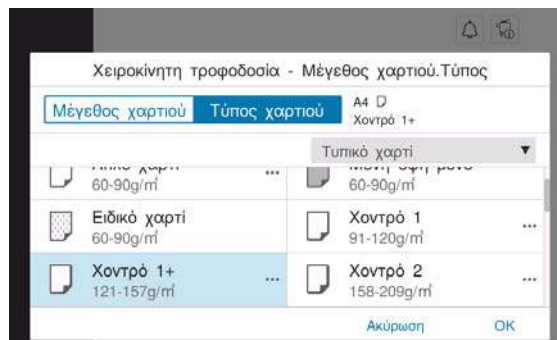 Χειροκίνητη τροφοδοσία - Μέγεθος χαρτιού.Τύπος
Μέγεθος χαρτιού Τύπος χαρτιού A4
Χοντρό 1+
Τυπικό χαρτί
60-90g/㎡ 60-90g/㎡
Ειδικό χαρτί Χοντρό 1
60-90g/㎡ 91-120g/㎡
Χοντρό 1+ Χοντρό 2
121-157g/㎡ 158-209g/㎡
Ακύρωση OK